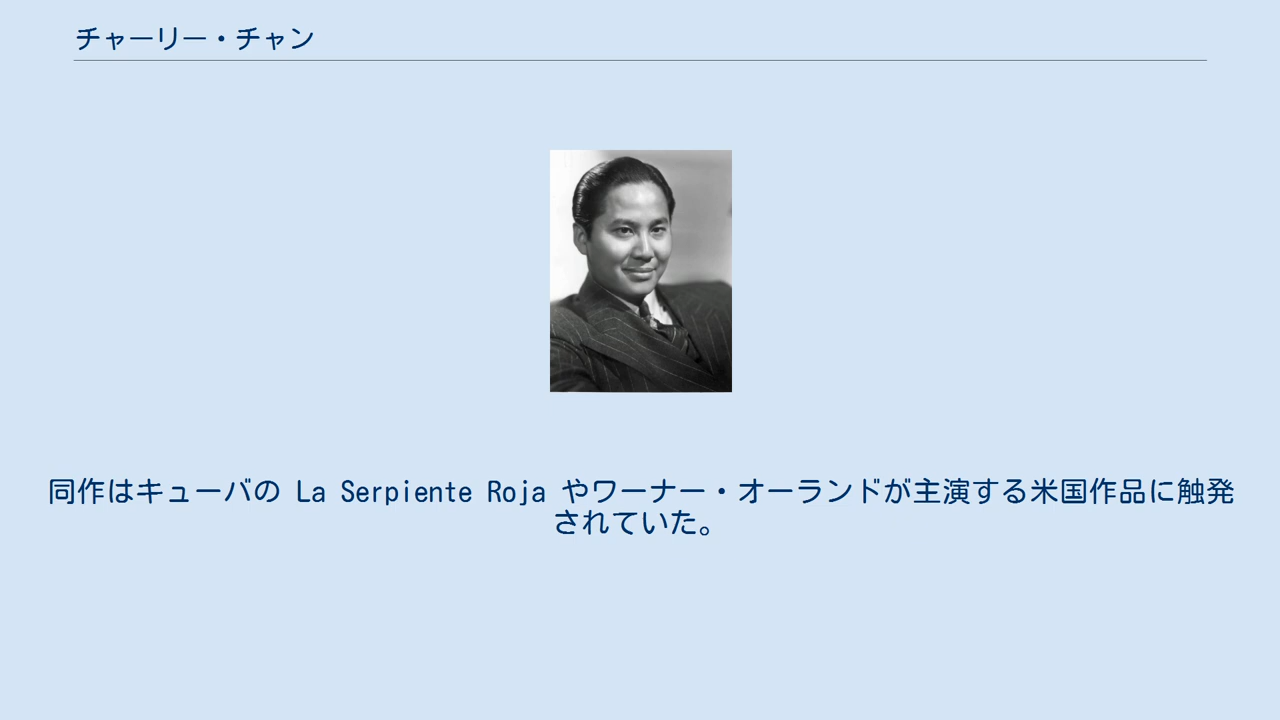 チャーリー・チャン
同作はキューバの La Serpiente Roja やワーナー・オーランドが主演する米国作品に触発
されていた。